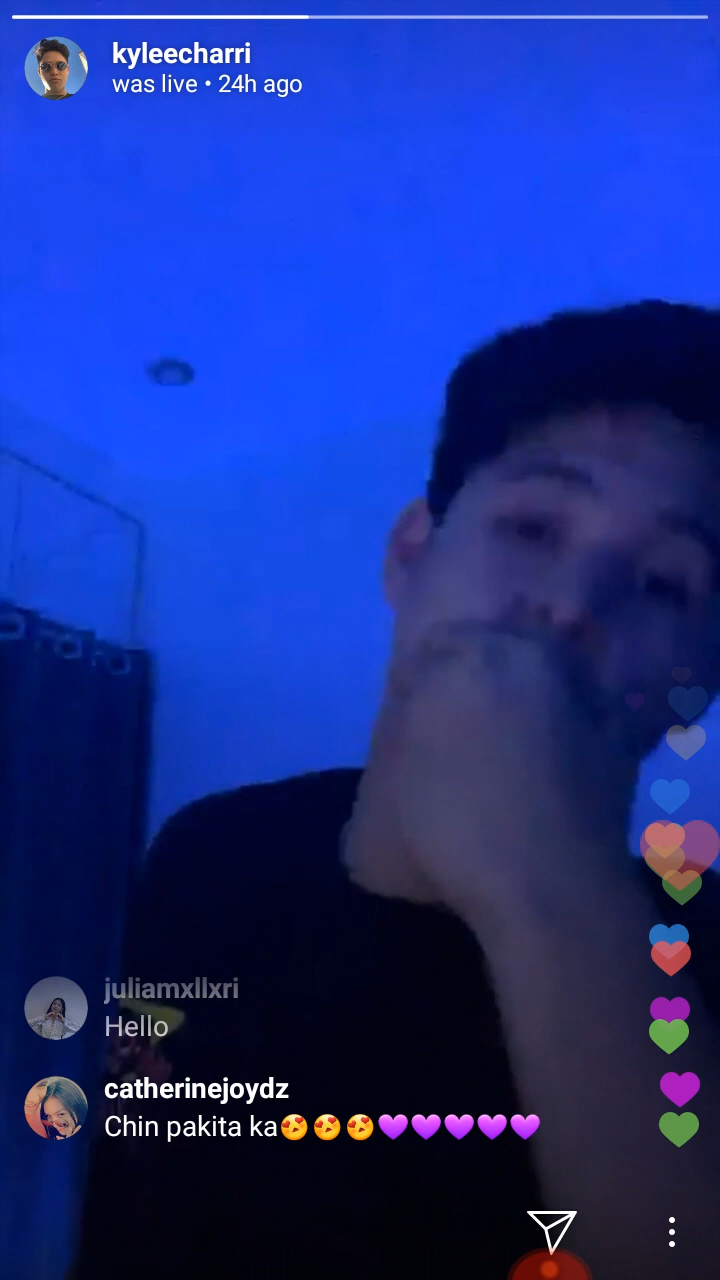 kyleecharri
was live • 24h ago
juliamxllxri
Hello
catherinejoydz
Chin pakita ka😍😍😍💜💜💜💜💜